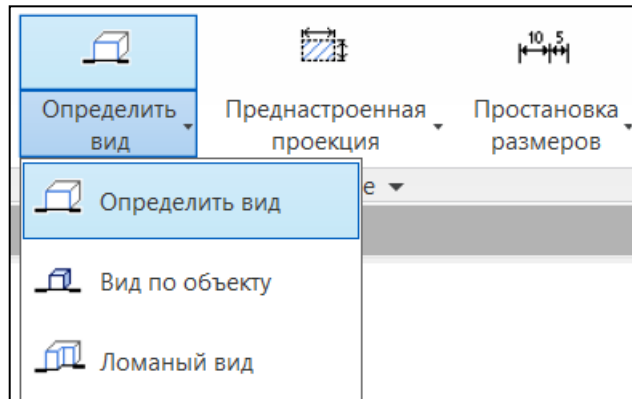 10 5
Определить Преднастроенная Простановка
вид проекция размеров
е
Определить вид
Вид по объекту
Ломаный вид